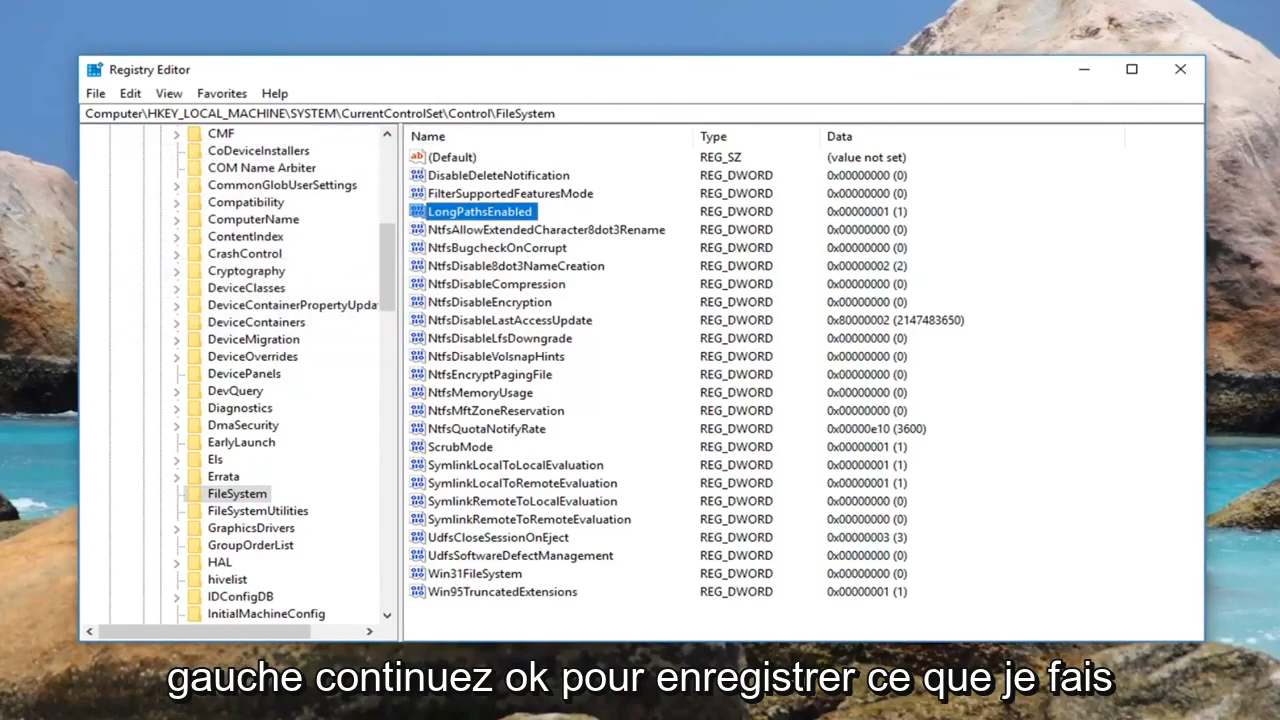 Registry Editor
File Edit View Favorites Help
Computer\HKEY_LOCAL_MACHINE\SYSTEM\CurrentControlSet\Control\FileSystem
CMF
CoDeviceInstallers
COM Name Arbiter
CommonGlobUserSettings
Compatibility
ComputerName
ContentIndex
CrashControl
Cryptography
DeviceClasses
DeviceContainerPropertyUpda
DeviceContainers
DeviceMigration
DeviceOverrides
DevicePanels
DevQuery
Diagnostics
DmaSecurity
EarlyLaunch
Els
Errata
FileSystem
FileSystemUtilities
GraphicsDrivers
GroupOrderList
HAL
hivelist
IDConfigDB
InitialMachineConfig
Name Type Data
ab (Default) REG_SZ (value not set)
DisableDeleteNotification REG_DWORD 0x00000000 (0)
FilterSupportedFeaturesMode REG_DWORD 0x00000000 (0)
LongPathsEnabled REG_DWORD 0x00000001 (1)
NtfsAllowExtendedCharacter8dot3Rename REG_DWORD 0x00000000 (0)
NtfsBugcheckOnCorrupt REG_DWORD 0x00000000 (0)
NtfsDisable8dot3NameCreation REG_DWORD 0x00000002 (2)
NtfsDisableCompression REG_DWORD 0x00000000 (0)
NtfsDisableEncryption REG_DWORD 0x00000000 (0)
NtfsDisableLastAccessUpdate REG_DWORD 0x80000002 (2147483650)
NtfsDisableLfsDowngrade REG_DWORD 0x00000000 (0)
NtfsDisableVolsnapHints REG_DWORD 0x00000000 (0)
NtfsEncryptPagingFile REG_DWORD 0x00000000 (0)
NtfsMemoryUsage REG_DWORD 0x00000000 (0)
NtfsMftZoneReservation REG_DWORD 0x00000000 (0)
NtfsQuotaNotifyRate REG_DWORD 0x00000e10 (3600)
ScrubMode REG_DWORD 0x00000001 (1)
SymlinkLocalToLocalEvaluation REG_DWORD 0x00000001 (1)
SymlinkLocalToRemoteEvaluation REG_DWORD 0x00000001 (1)
SymlinkRemoteToLocalEvaluation REG_DWORD 0x00000000 (0)
SymlinkRemoteToRemoteEvaluation REG_DWORD 0x00000000 (0)
UdfsCloseSessionOnEject REG_DWORD 0x00000003 (3)
UdfsSoftwareDefectManagement REG_DWORD 0x00000000 (0)
Win31FileSystem REG_DWORD 0x00000000 (0)
Win95TruncatedExtensions REG_DWORD 0x00000001 (1)
gauche continuez ok pour enregistrer ce que je fais